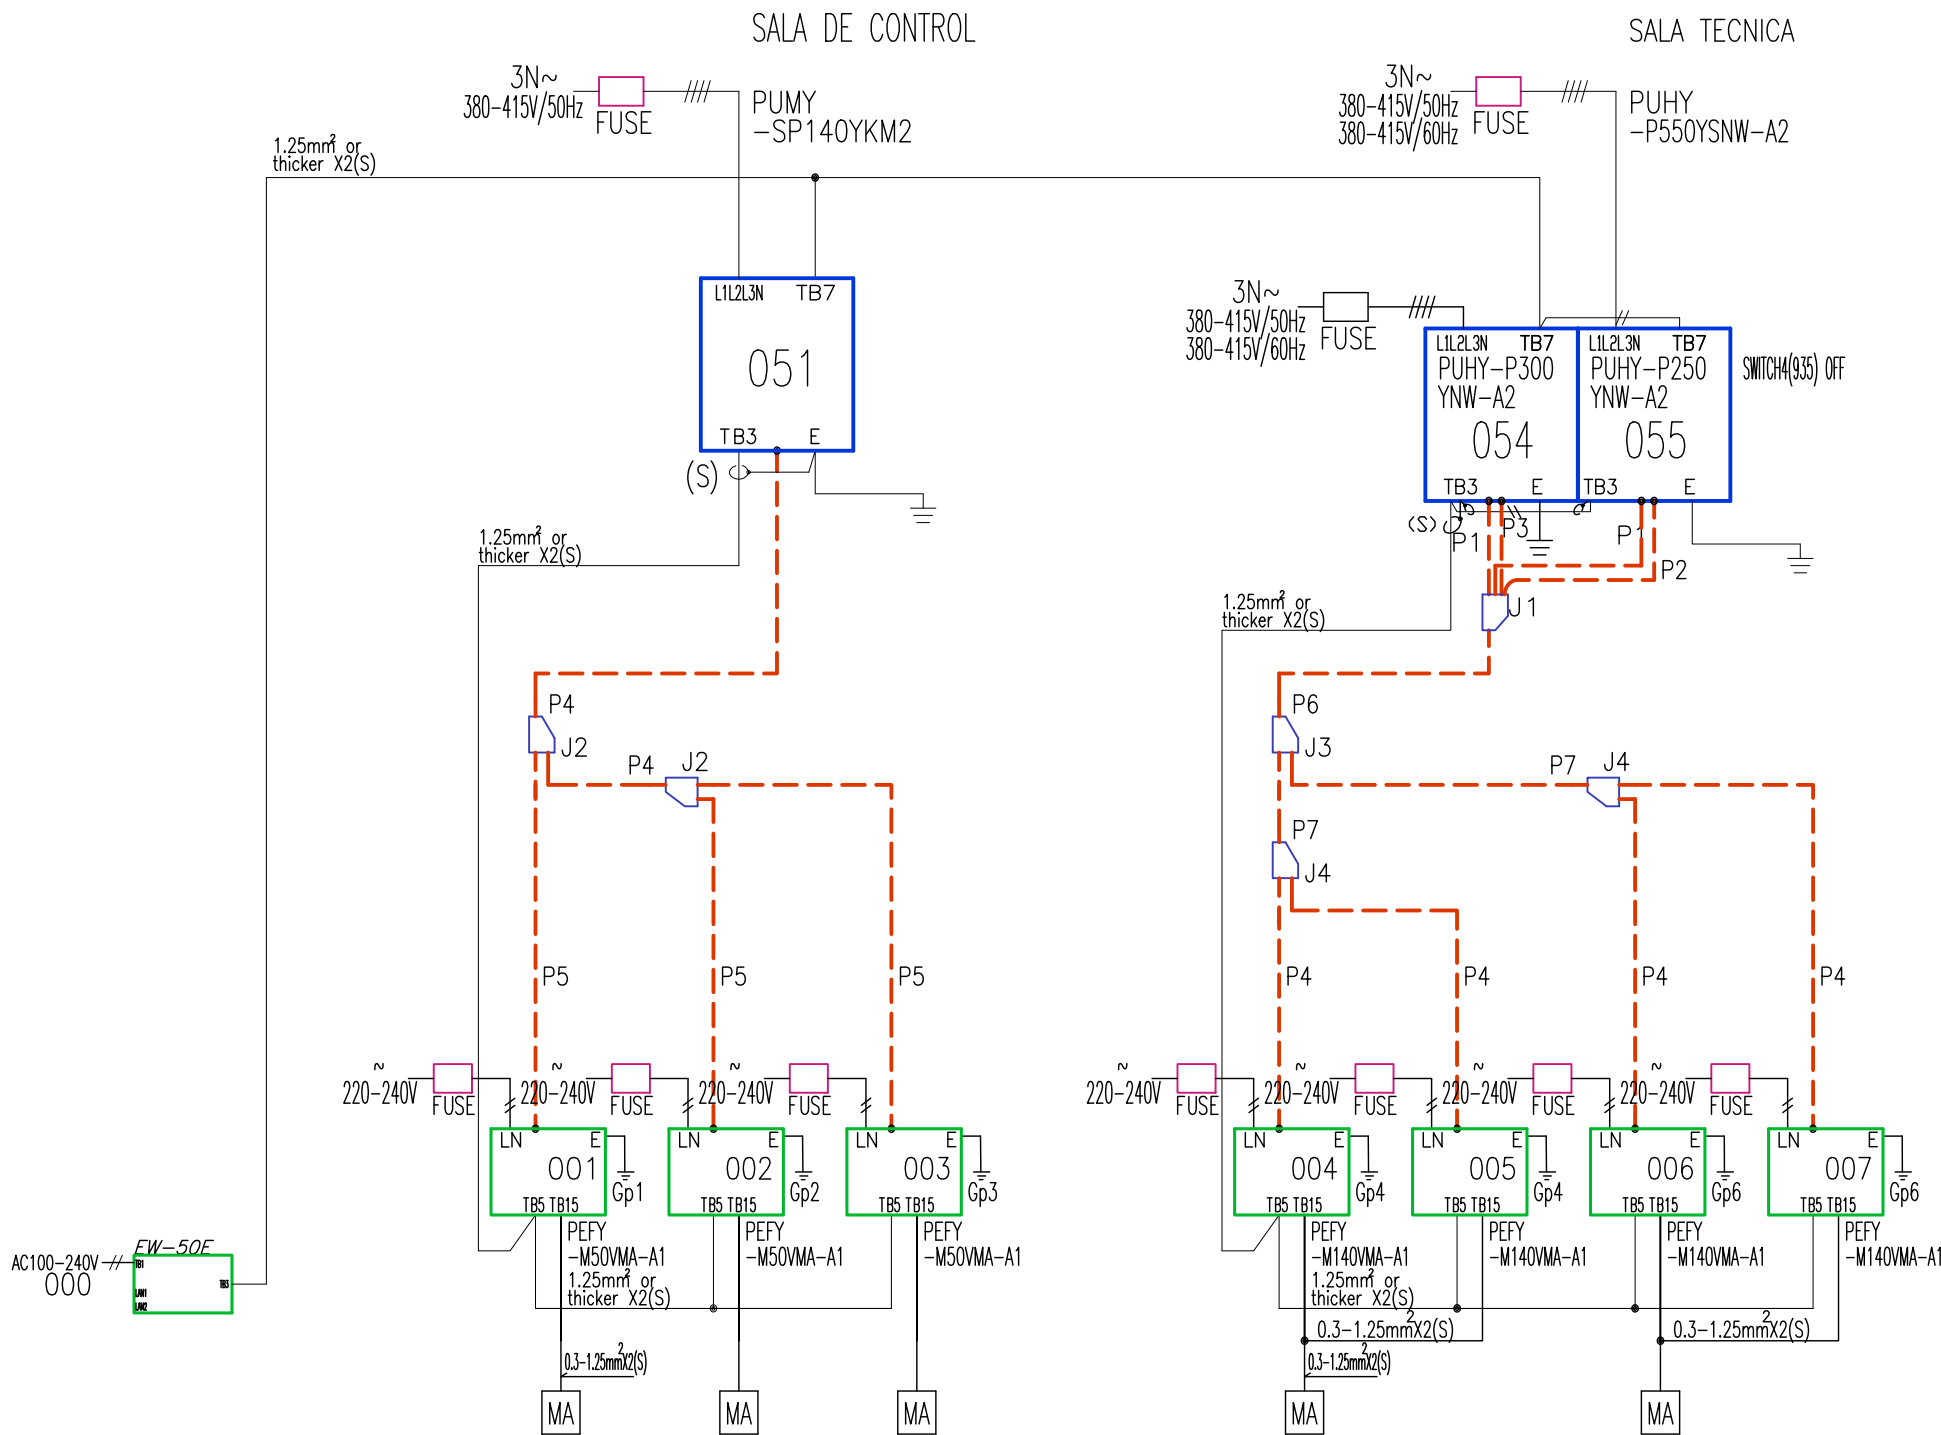 SALA DE CONTROL
SALA TECNICA
3N~
380-415V/50Hz
FUSE
PUMY
-SP140YKM2
3N~
380-415V/50Hz
380-415V/60Hz
FUSE
PUHY
-P550YSNW-A2
1.25mm2 or
thicker X2(S)
L1L2L3N
TB7
051
TB3
E
(S)
3N~
380-415V/50Hz
380-415V/60Hz
FUSE
L1L2L3N
TB7
PUHY-P300
YNW-A2
054
TB3
E
L1L2L3N
TB7
PUHY-P250
YNW-A2
055
TB3
E
SWITCH4(935) OFF
(S)
P1
P3
P1
P2
J1
1.25mm2 or
thicker X2(S)
1.25mm2 or
thicker X2(S)
P4
J2
P4
J2
P6
J3
P7
J4
P7
J4
P5
P5
P5
P4
P4
P4
P4
~
220-240V
FUSE
~
220-240V
FUSE
~
220-240V
FUSE
~
220-240V
FUSE
~
220-240V
FUSE
~
220-240V
FUSE
~
220-240V
FUSE
LN
E
001
Gp1
TB5 TB15
PEFY
-M50VMA-A1
LN
E
002
Gp2
TB5 TB15
PEFY
-M50VMA-A1
LN
E
003
Gp3
TB5 TB15
PEFY
-M50VMA-A1
LN
E
004
Gp4
TB5 TB15
PEFY
-M140VMA-A1
LN
E
005
Gp4
TB5 TB15
PEFY
-M140VMA-A1
LN
E
006
Gp6
TB5 TB15
PEFY
-M140VMA-A1
LN
E
007
Gp6
TB5 TB15
PEFY
-M140VMA-A1
EW-50E
AC100-240V
000
TB1
TB3
LAN1
LAN2
1.25mm2 or
thicker X2(S)
1.25mm2 or
thicker X2(S)
0.3-1.25mm2X2(S)
0.3-1.25mm2X2(S)
0.3-1.25mm2X2(S)
0.3-1.25mm2X2(S)
MA
MA
MA
MA
MA